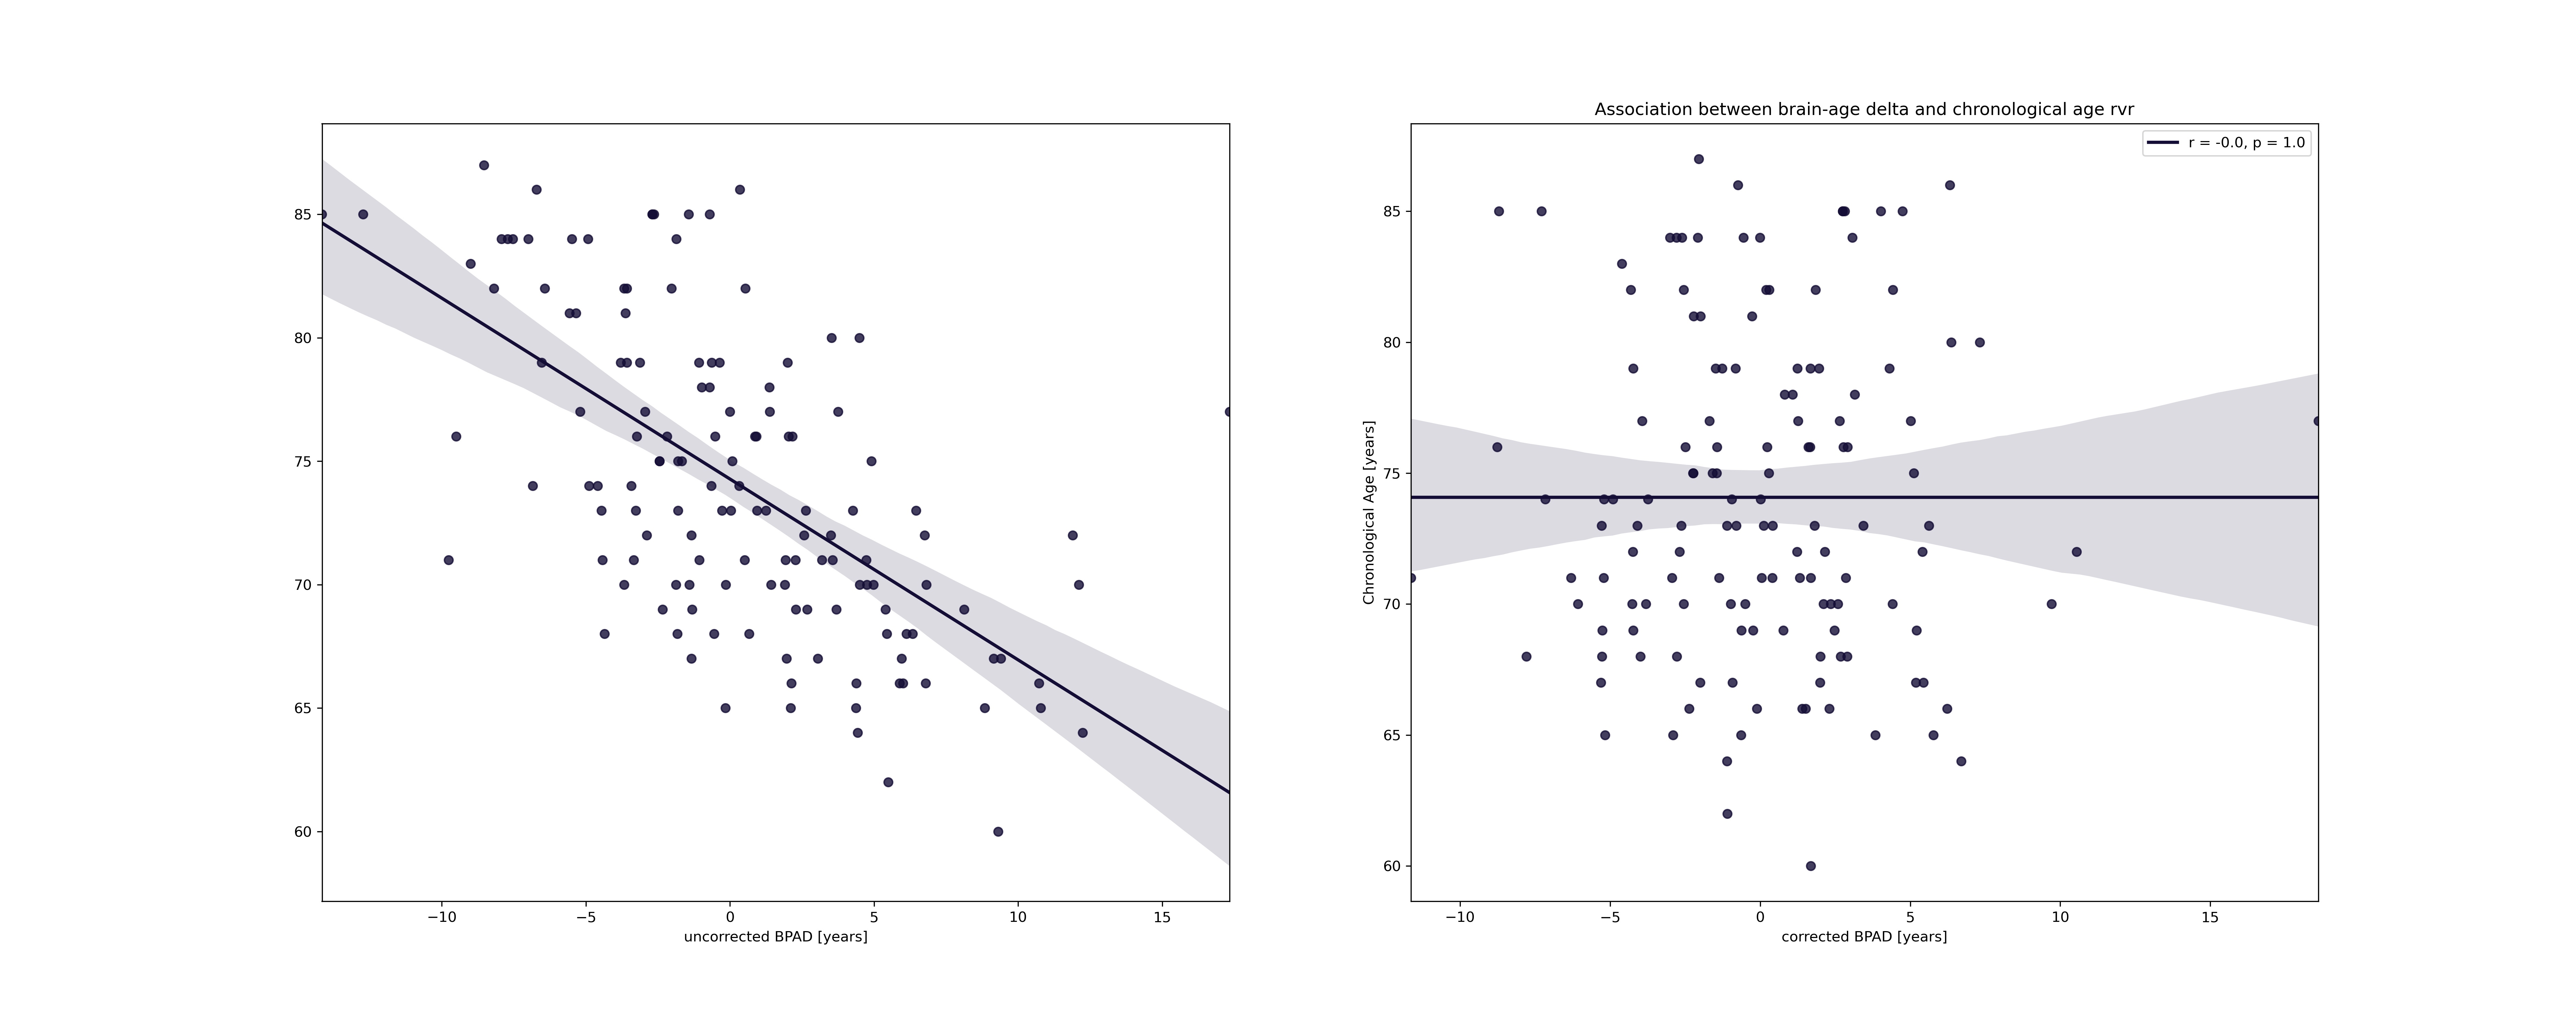 85
80
75
70
65
60
−10 −5 0 5 10 15
uncorrected BPAD [years]
Association between brain-age delta and chronological age rvr
r = -0.0, p = 1.0
Chronological Age [years]
85
80
75
70
65
60
−10 −5 0 5 10 15
corrected BPAD [years]